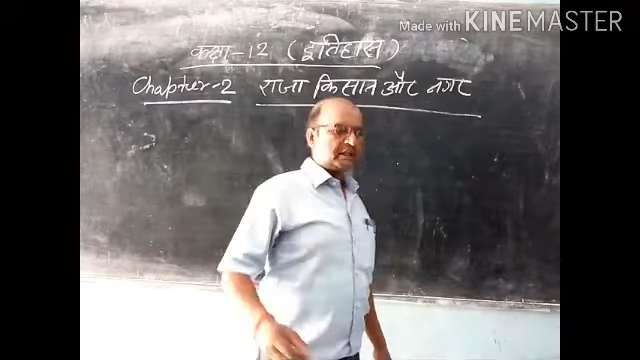 Made with KINEMASTER
कक्षा-12 (इतिहास)
Chapter-2 राजा किसान और नगर